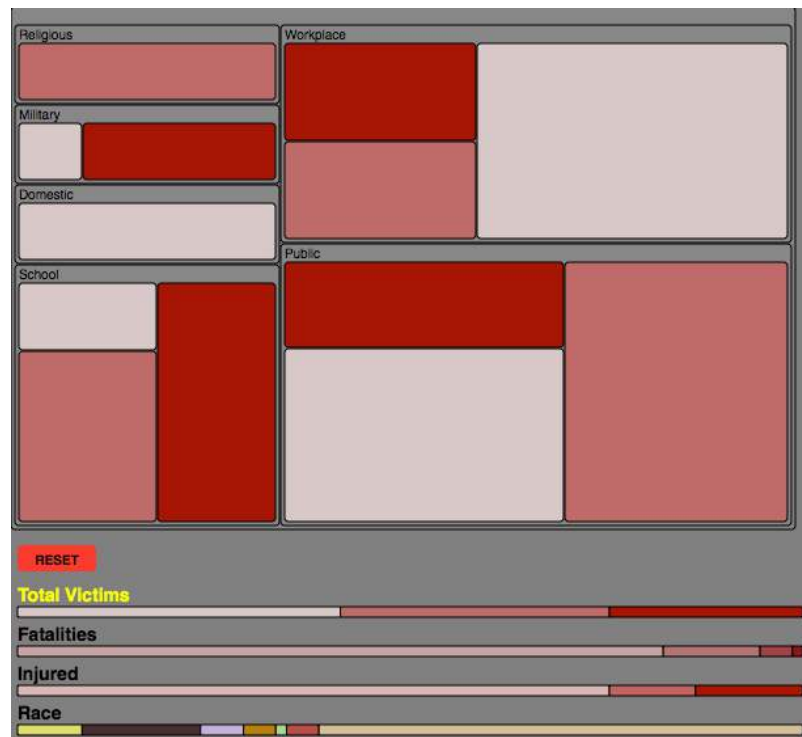 Religious
Workplace
Military
Domestic
School
Public
RESET
Total Victims
Fatalities
Injured
Race